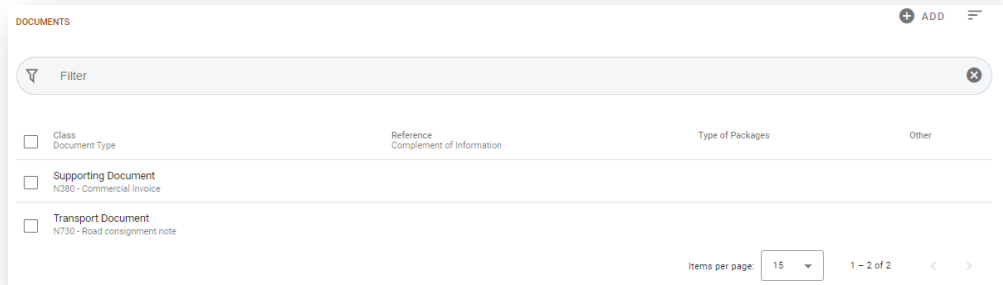 DOCUMENTS
ADD
Filter
Class Reference Type of Packages Other
Document Type Complement of Information
Supporting Document
N380 - Commercial Invoice
Transport Document
N730 - Road consignment note
Items per page: 15 1 – 2 of 2